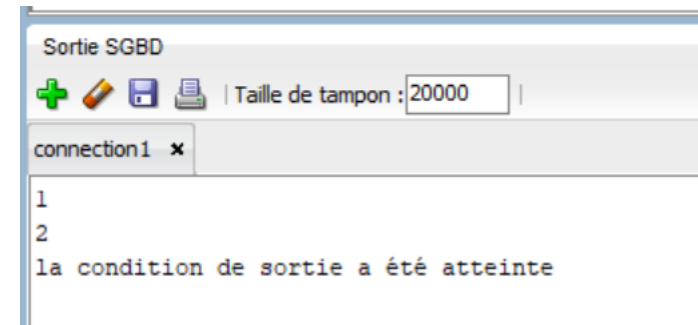 Sortie SGBD
Taille de tampon : 20000
connection1
1
2
la condition de sortie a été atteinte